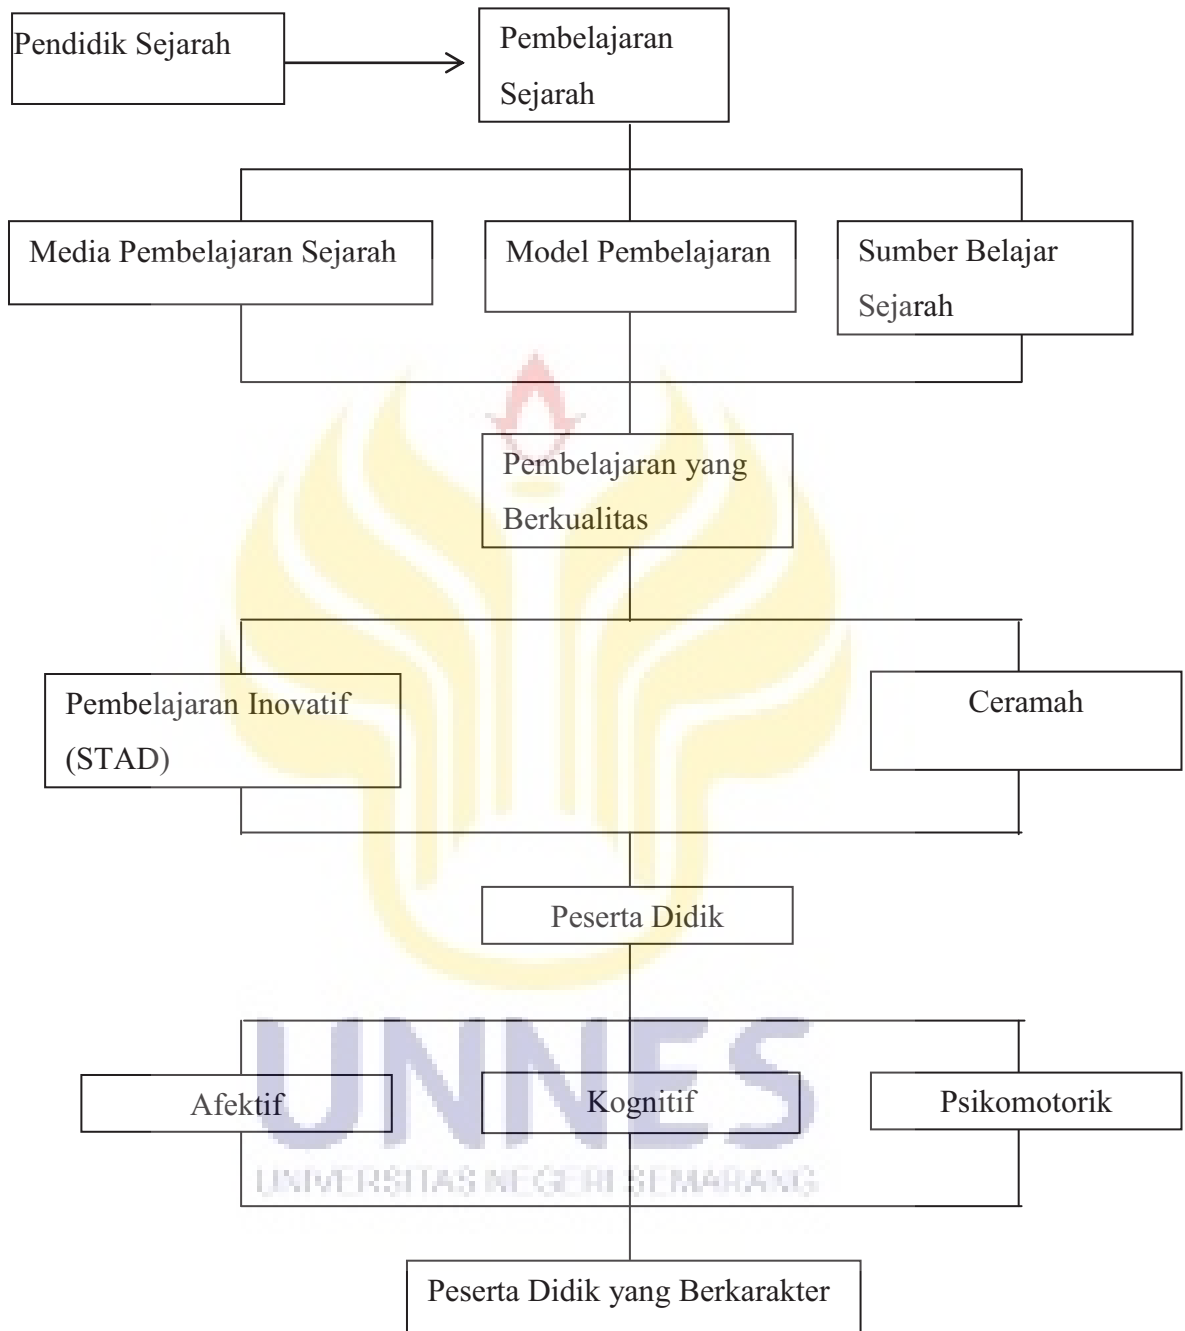 Pendidik Sejarah
Pembelajaran
Sejarah
Media Pembelajaran Sejarah
Model Pembelajaran
Sumber Belajar
Sejarah
Pembelajaran yang
Berkualitas
Pembelajaran Inovatif
(STAD)
Ceramah
Peserta Didik
UNNES
Afektif
Kognitif
Psikomotorik
UNIVERSITAS NEGERI SEMARANG
Peserta Didik yang Berkarakter